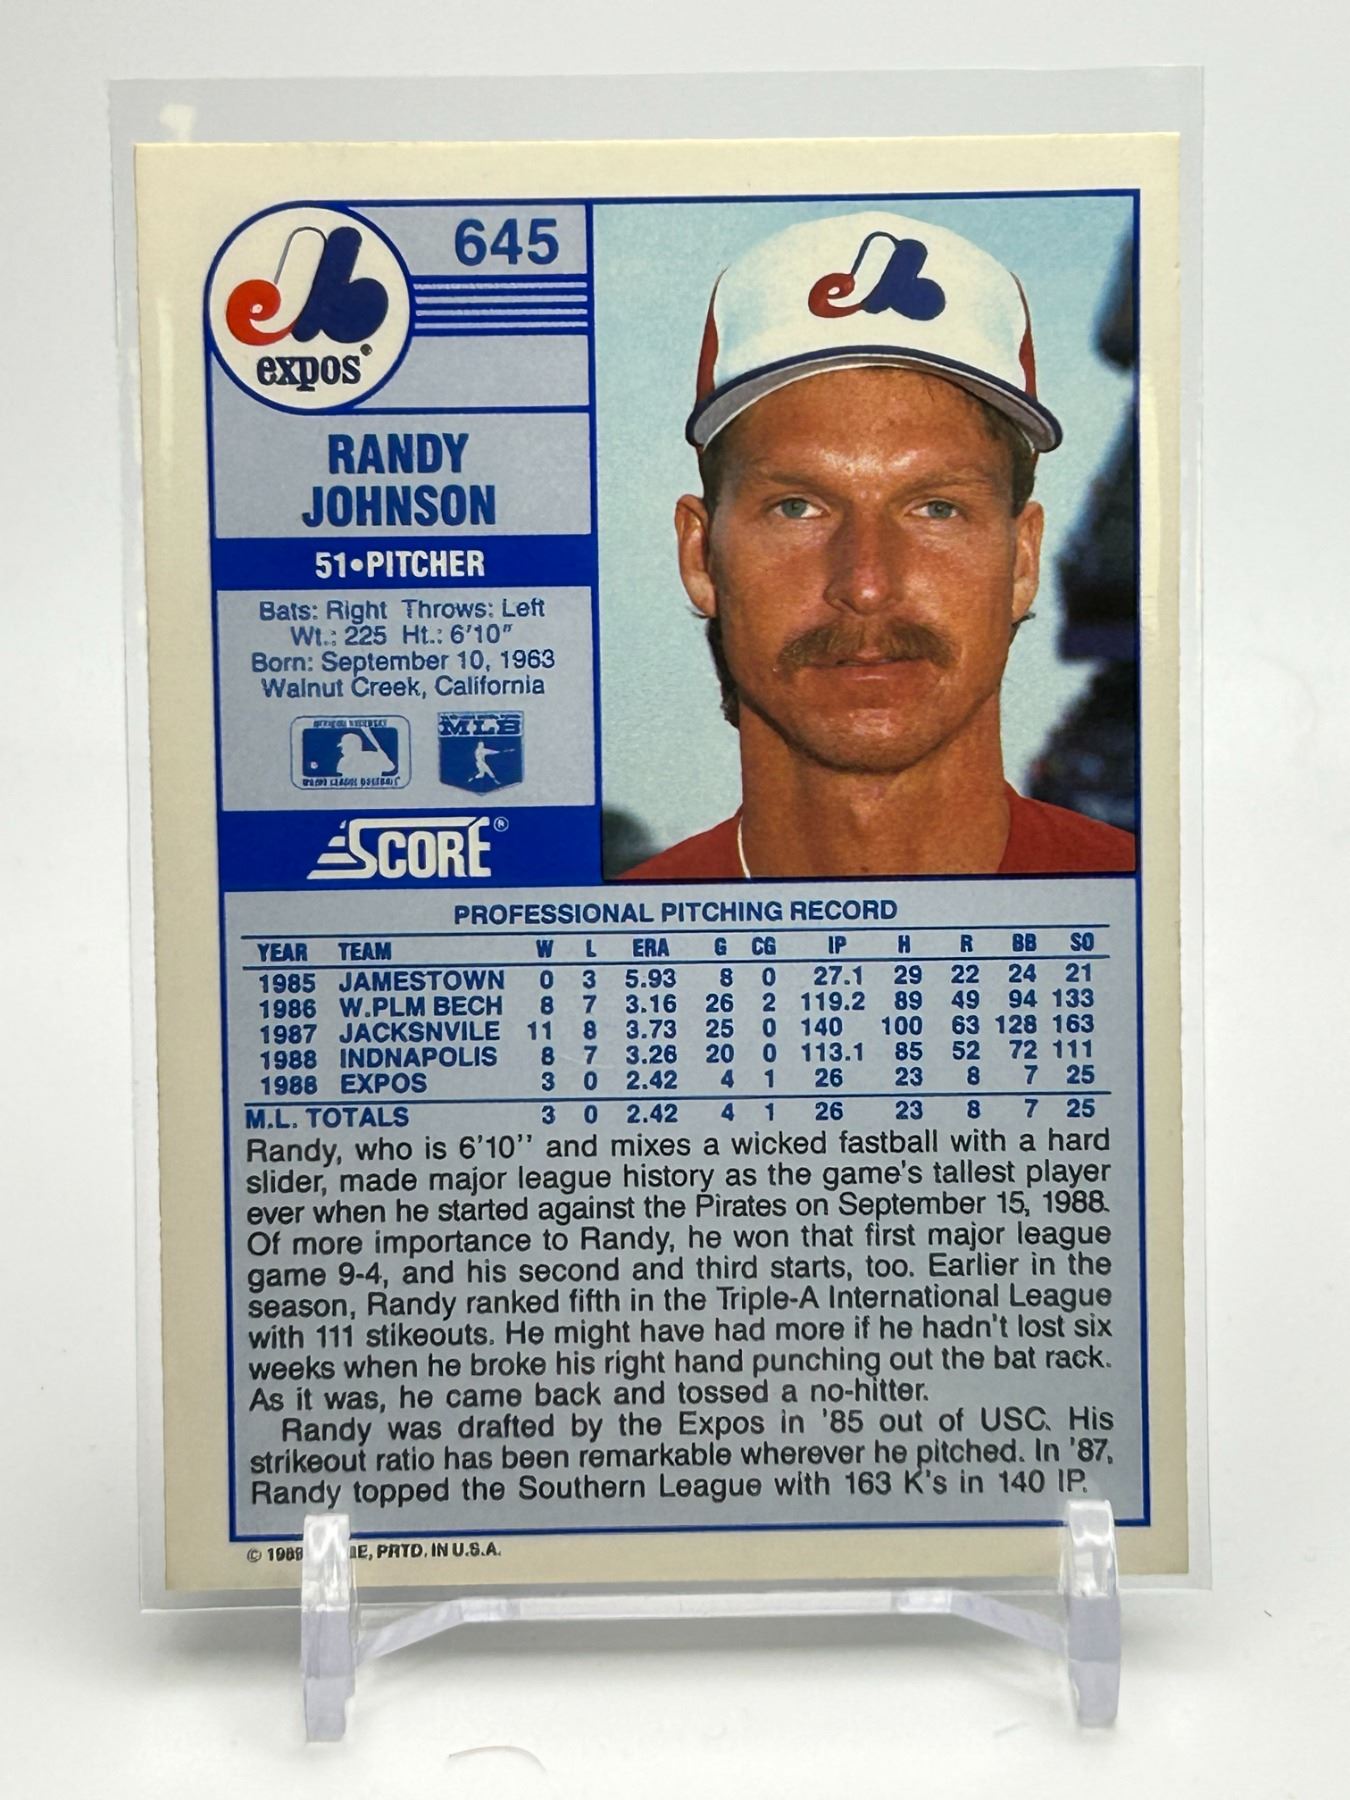 645
expos®
RANDY
JOHNSON
51•PITCHER
Bats: Right Throws: Left
Wt.: 225 Ht.: 6'10"
Born: September 10, 1963
Walnut Creek, California
MLB
SCORE®
PROFESSIONAL PITCHING RECORD
YEAR TEAM W L ERA G CG IP H R BB SO
1985 JAMESTOWN 0 3 5.93 8 0 27.1 29 22 24 21
1986 W.PLM BECH 8 7 3.16 26 2 119.2 89 49 94 133
1987 JACKSNVILE 11 8 3.73 25 0 140 100 63 128 163
1988 INDNAPOLIS 8 7 3.26 20 0 113.1 85 52 72 111
1988 EXPOS 3 0 2.42 4 1 26 23 8 7 25
M.L. TOTALS 3 0 2.42 4 1 26 23 8 7 25
Randy, who is 6'10'' and mixes a wicked fastball with a hard
slider, made major league history as the game's tallest player
ever when he started against the Pirates on September 15, 1988.
Of more importance to Randy, he won that first major league
game 9-4, and his second and third starts, too. Earlier in the
season, Randy ranked fifth in the Triple-A International League
with 111 stikeouts. He might have had more if he hadn't lost six
weeks when he broke his right hand punching out the bat rack.
As it was, he came back and tossed a no-hitter.
Randy was drafted by the Expos in '85 out of USC. His
strikeout ratio has been remarkable wherever he pitched. In '87,
Randy topped the Southern League with 163 K's in 140 IP.
© 1989 PRTD. IN U.S.A.